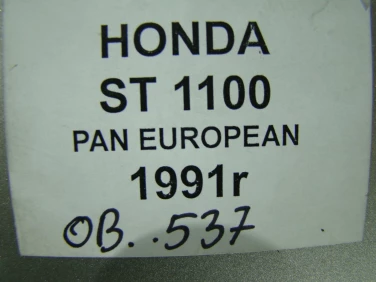 HONDA
ST 1100
PAN EUROPEAN
1991r
OB. .537